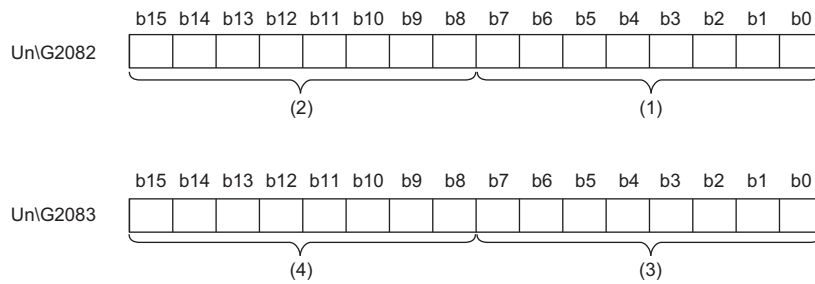 b15 b14 b13 b12 b11 b10 b9 b8 b7 b6 b5 b4 b3 b2 b1 b0
Un\G2082
(2) (1)
b15 b14 b13 b12 b11 b10 b9 b8 b7 b6 b5 b4 b3 b2 b1 b0
Un\G2083
(4) (3)